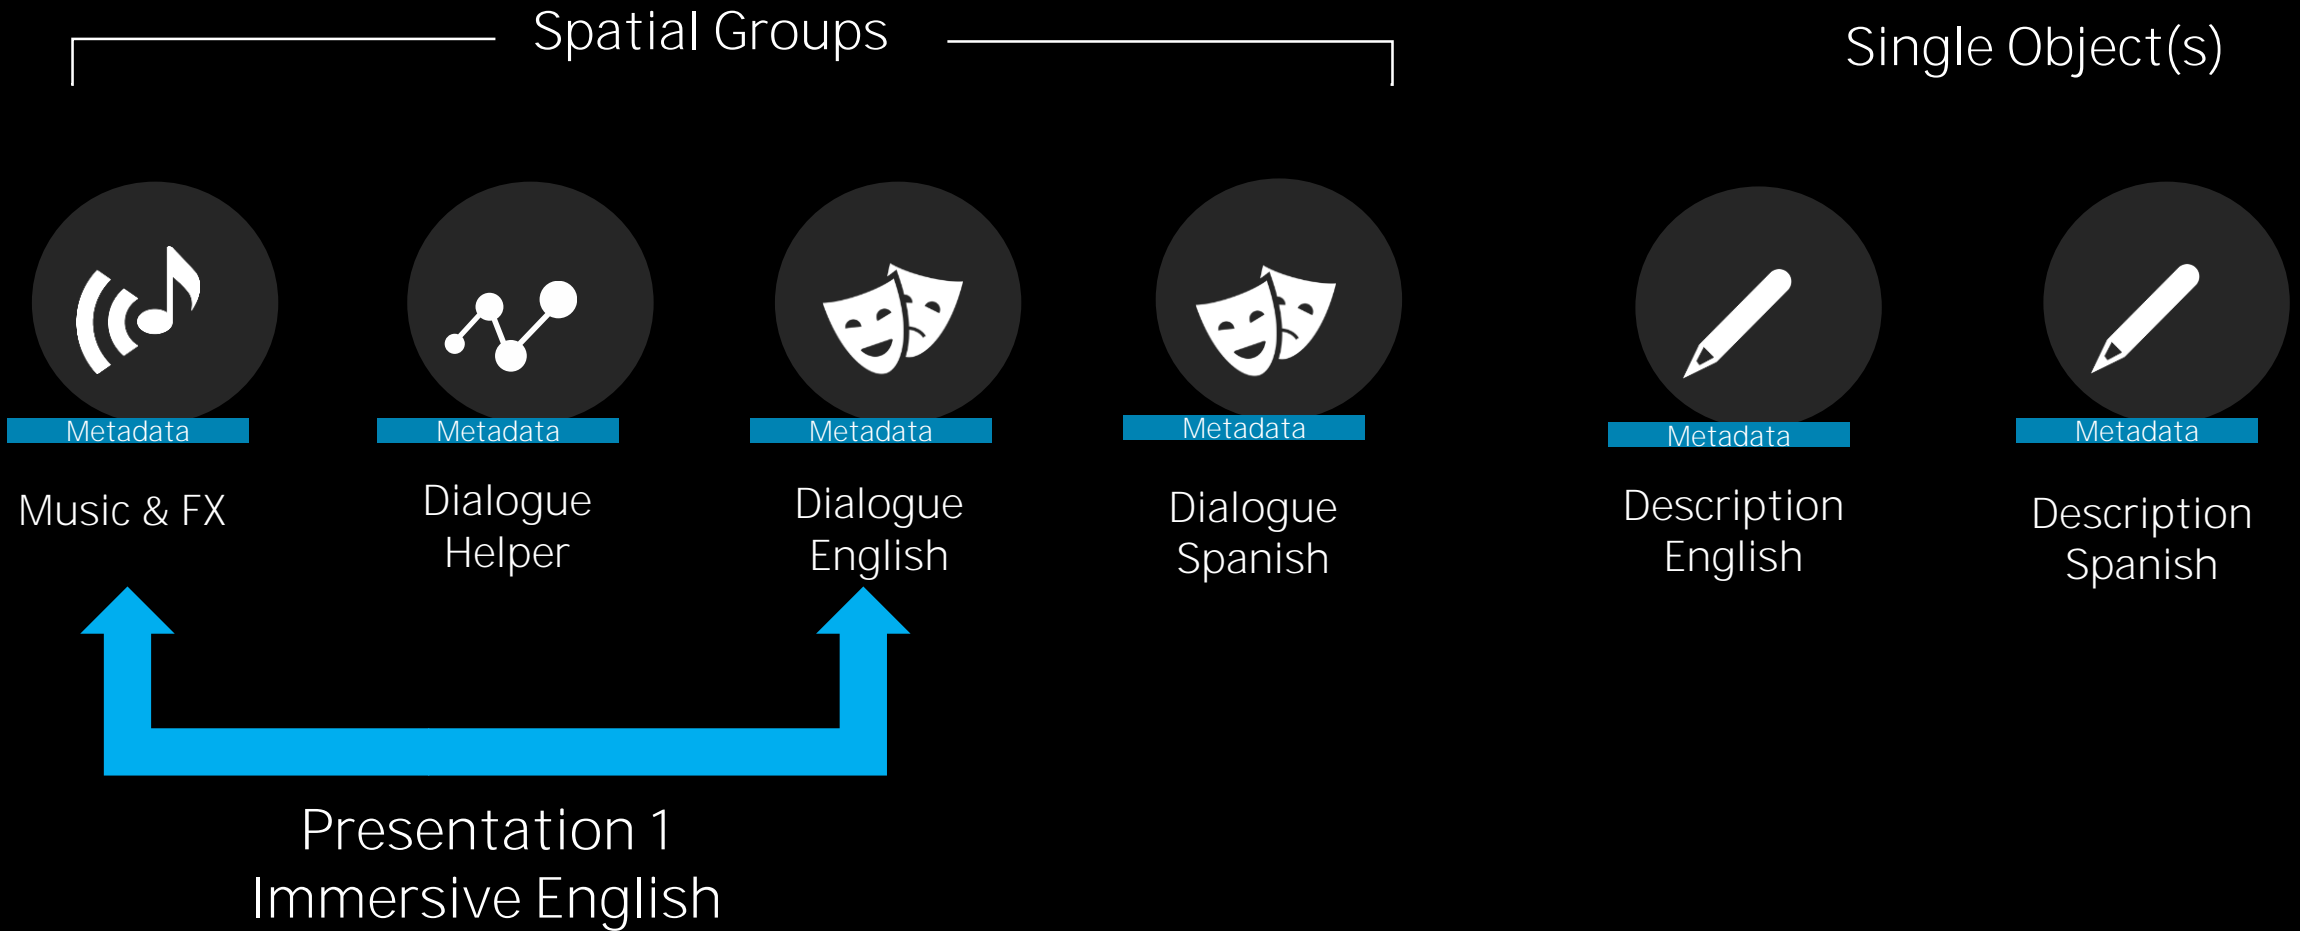 Spatial Groups
Single Object(s)
Metadata
Metadata
Metadata
Metadata
Metadata
Metadata
Music & FX
Dialogue
Helper
Dialogue
English
Dialogue
Spanish
Description
English
Description
Spanish
Presentation 1
Immersive English